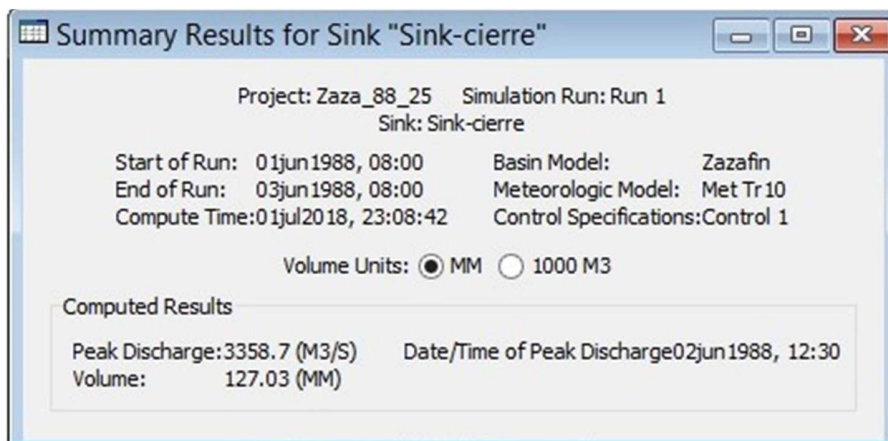 Summary Results for Sink "Sink-cierre"
Project: Zaza_88_25 Simulation Run: Run 1
Sink: Sink-cierre
Start of Run: 01jun1988, 08:00 Basin Model: Zazafin
End of Run: 03jun1988, 08:00 Meteorologic Model: Met Tr10
Compute Time:01jul2018, 23:08:42 Control Specifications:Control 1
Volume Units: MM 1000 M3
Computed Results
Peak Discharge:3358.7 (M3/S) Date/Time of Peak Discharge02jun1988, 12:30
Volume: 127.03 (MM)